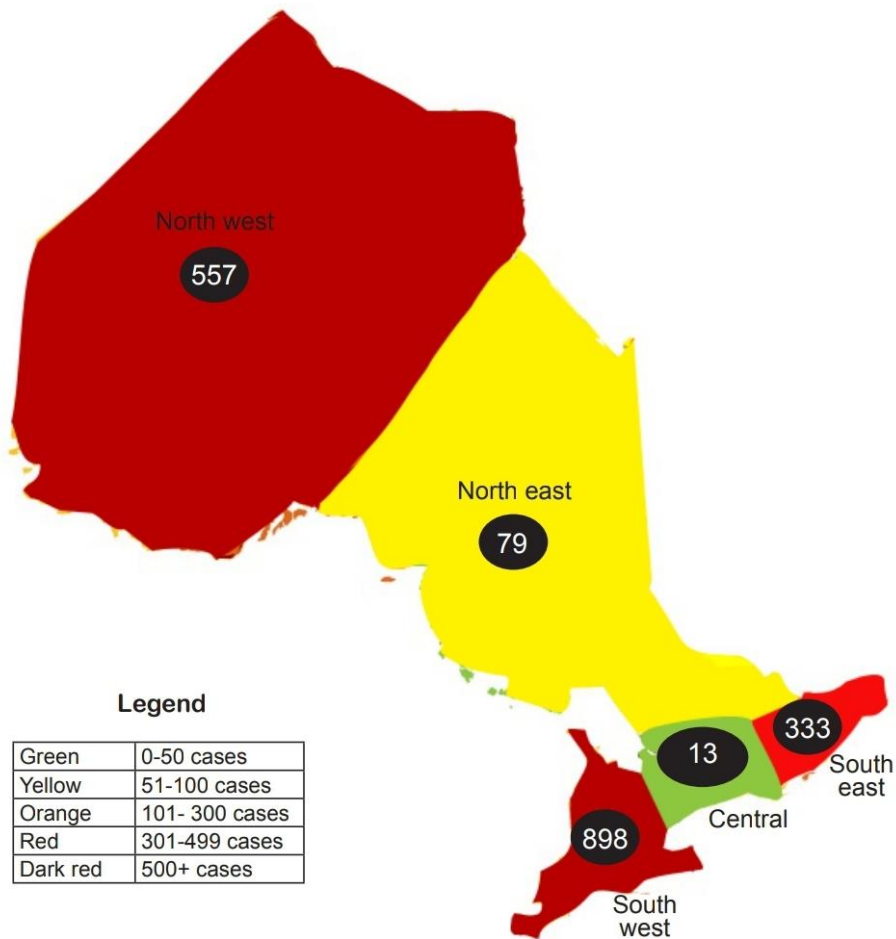 North west
557
North east
79
333
South
east
13
Central
898
South
west
Legend
Green 0-50 cases
Yellow 51-100 cases
Orange 101- 300 cases
Red 301-499 cases
Dark red 500+ cases